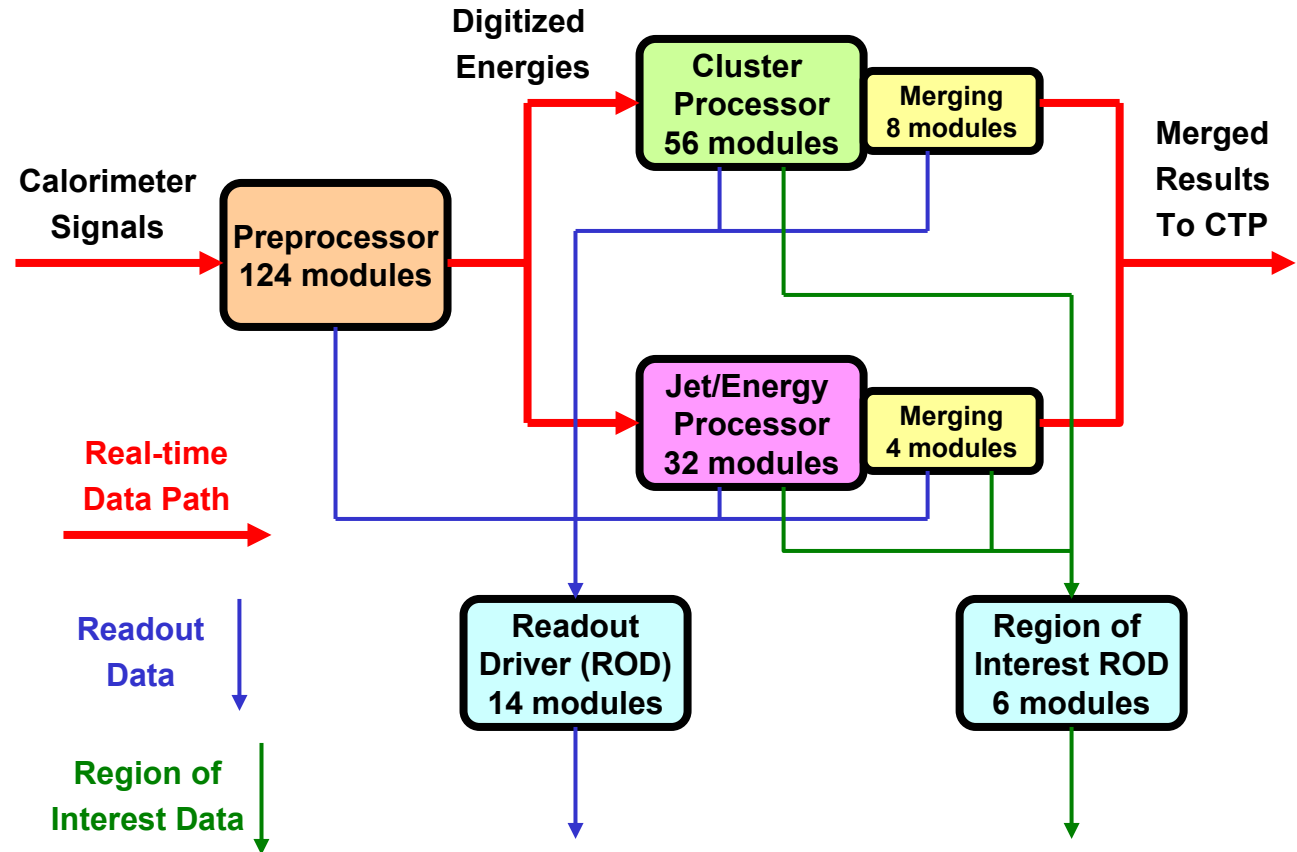 Digitized
Energies
Cluster
Processor
56 modules
Merging
8 modules
Merged
Results
To CTP
Calorimeter
Signals
Preprocessor
124 modules
Jet/Energy
Processor
32 modules
Merging
4 modules
Real-time
Data Path
Readout
Data
Readout
Driver (ROD)
14 modules
Region of
Interest ROD
6 modules
Region of
Interest Data